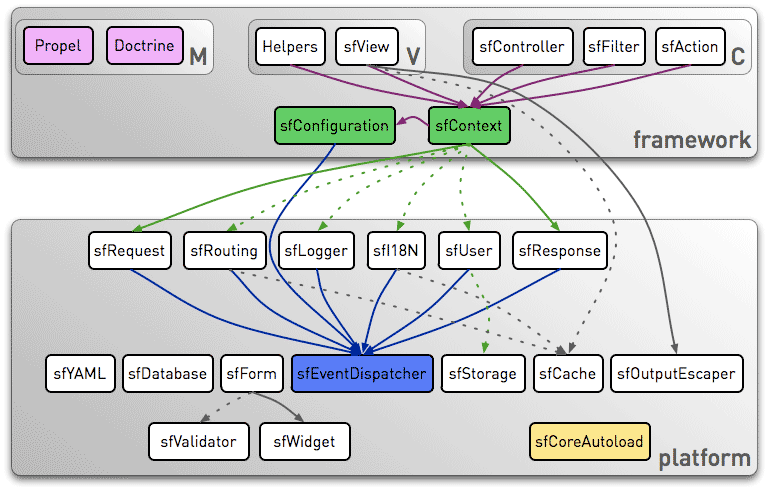 Propel
Doctrine
M
Helpers
sfView
V
sfController
sfFilter
sfAction
C
sfConfiguration
sfContext
framework
sfRequest
sfRouting
sfLogger
sfI18N
sfUser
sfResponse
sfYAML
sfDatabase
sfForm
sfEventDispatcher
sfStorage
sfCache
sfOutputEscaper
sfValidator
sfWidget
sfCoreAutoload
platform